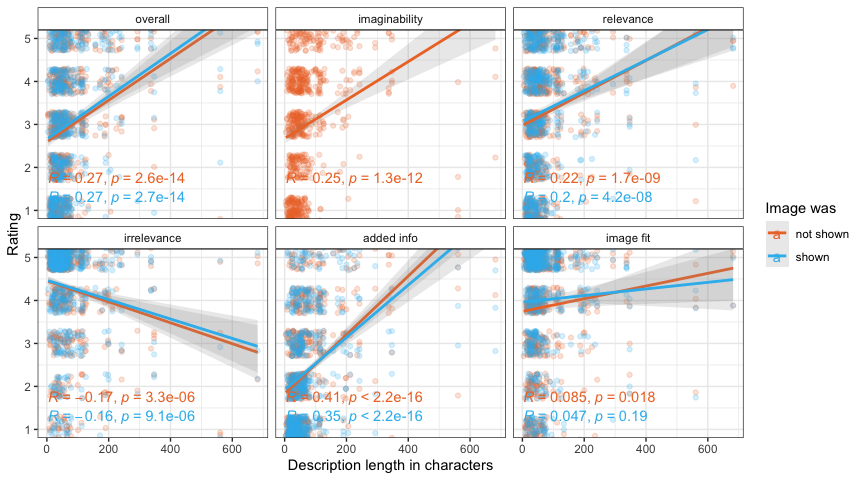 overall
imaginability
relevance
5
4
3
2
1
R = 0.27, p = 2.6e-14
R = 0.27, p = 2.7e-14
R = 0.25, p = 1.3e-12
R = 0.22, p = 1.7e-09
R = 0.2, p = 4.2e-08
irrelevance
added info
image fit
5
4
3
2
1
R = −0.17, p = 3.3e-06
R = −0.16, p = 9.1e-06
R = 0.41, p < 2.2e-16
R = 0.35, p < 2.2e-16
R = 0.085, p = 0.018
R = 0.047, p = 0.19
0 200 400 600
0 200 400 600
0 200 400 600
Description length in characters
Rating
Image was
a not shown
a shown